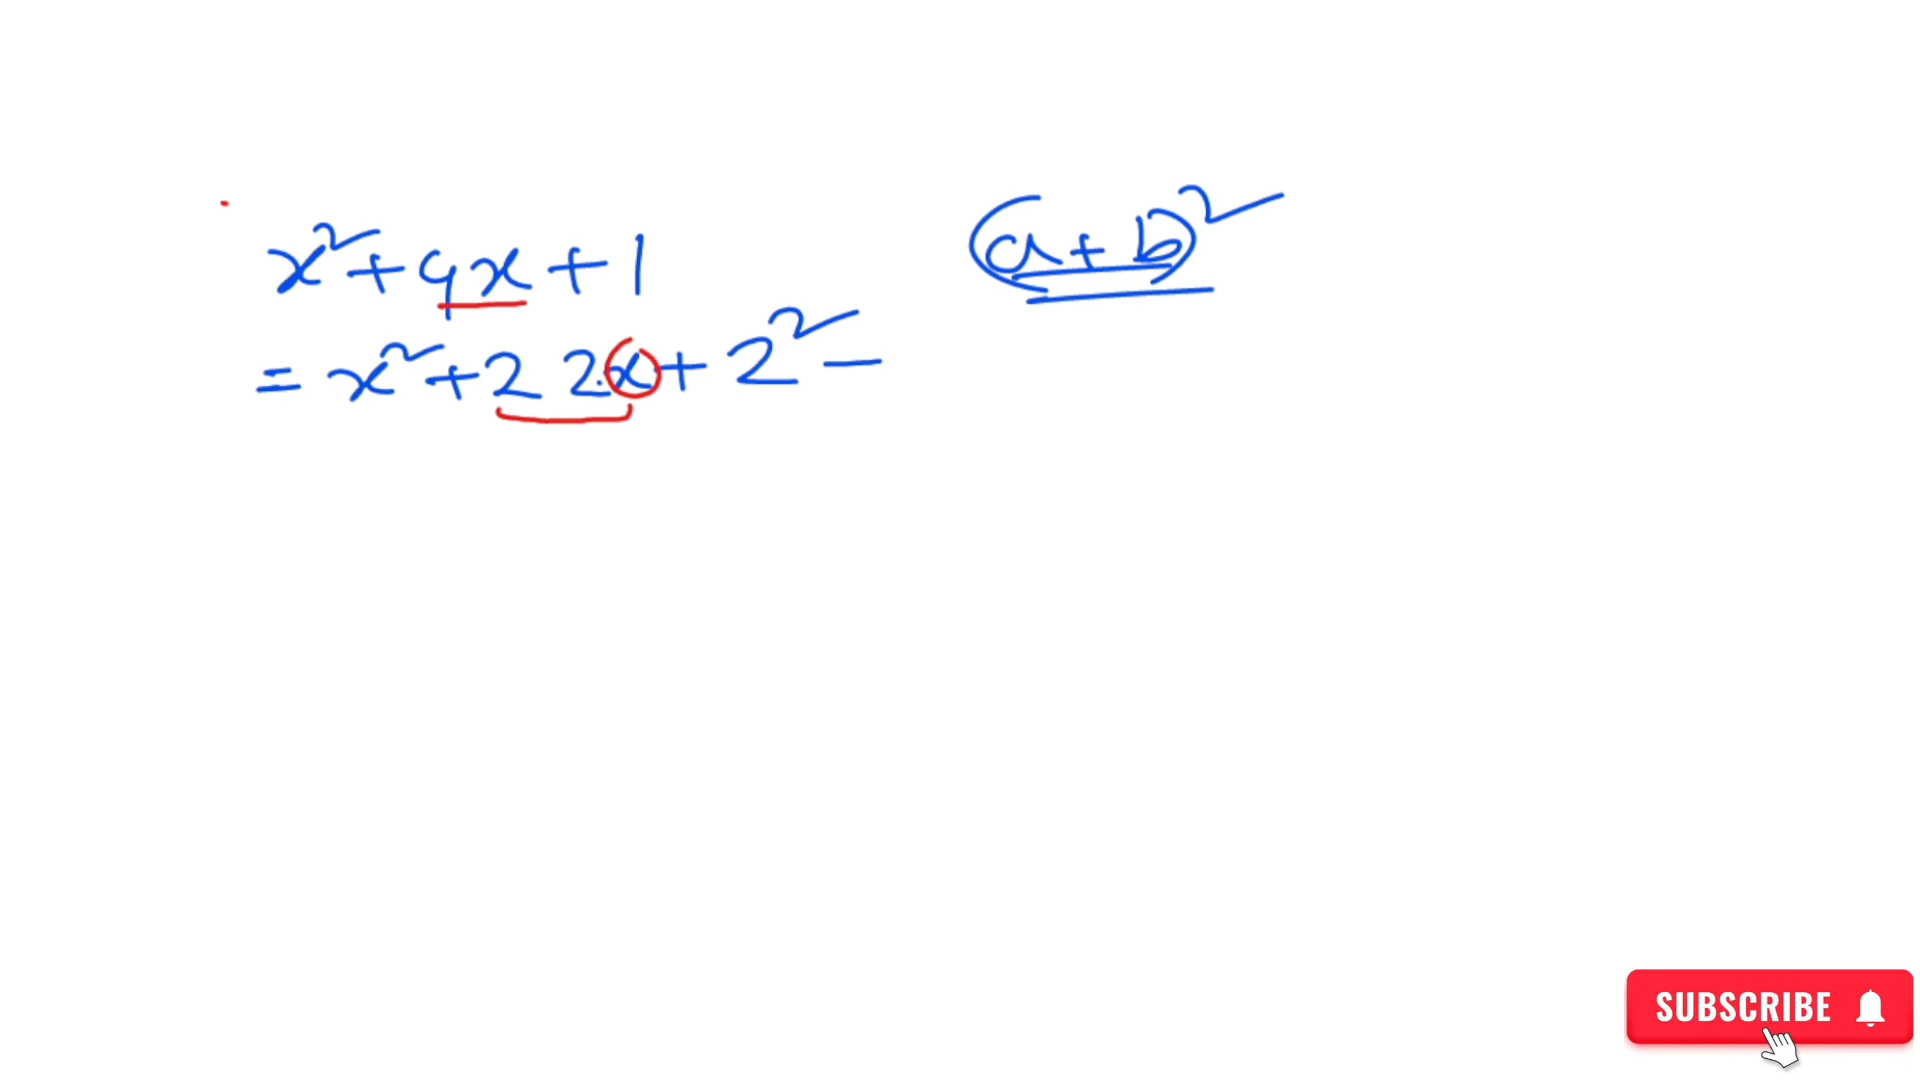 x² + 4x + 1
(a + b)²
= x² + 2 2.x + 2² −
SUBSCRIBE